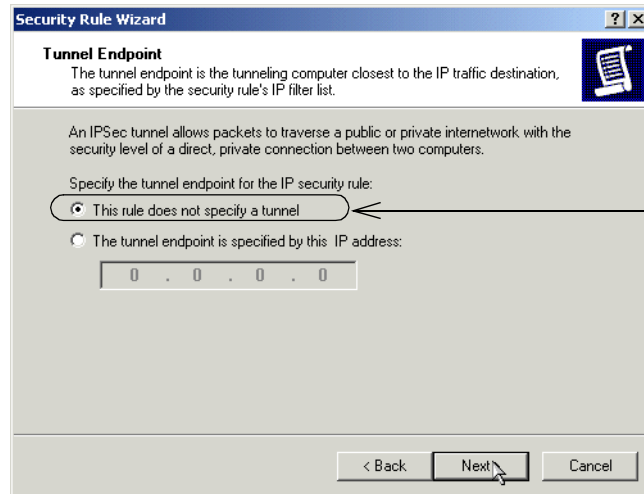 Security Rule Wizard
Tunnel Endpoint
The tunnel endpoint is the tunneling computer closest to the IP traffic destination,
as specified by the security rule's IP filter list.
An IPSec tunnel allows packets to traverse a public or private internetwork with the
security level of a direct, private connection between two computers.
Specify the tunnel endpoint for the IP security rule:
This rule does not specify a tunnel
The tunnel endpoint is specified by this IP address:
0 . 0 . 0 . 0
< Back Next Cancel